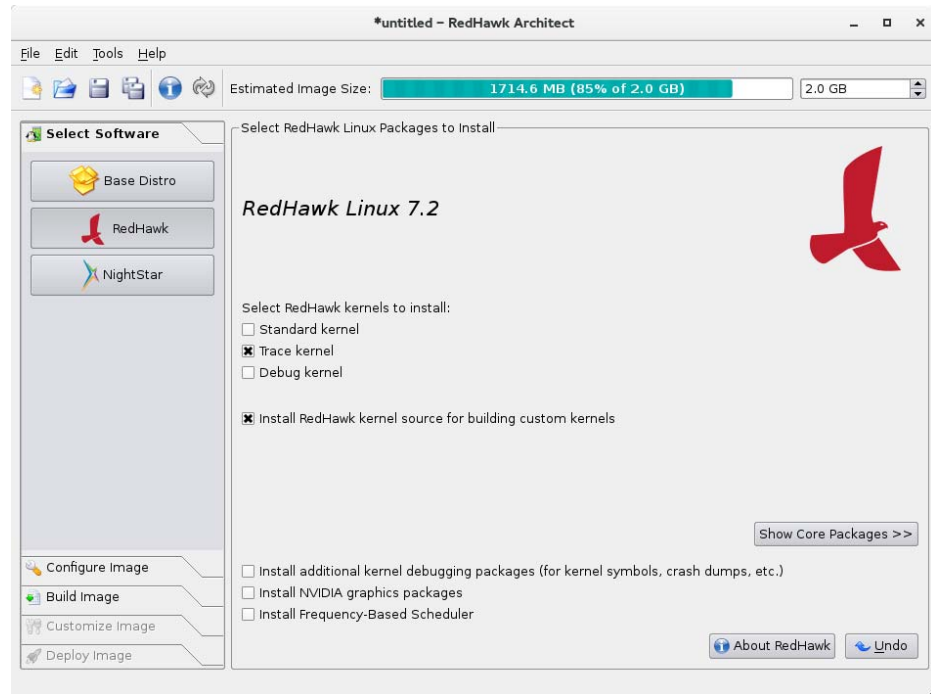 *untitled – RedHawk Architect
File Edit Tools Help
Estimated Image Size: 1714.6 MB (85% of 2.0 GB) 2.0 GB
Select Software
Base Distro
RedHawk
NightStar
Configure Image
Build Image
Customize Image
Deploy Image
Select RedHawk Linux Packages to Install
RedHawk Linux 7.2
Select RedHawk kernels to install:
Standard kernel
Trace kernel
Debug kernel
Install RedHawk kernel source for building custom kernels
Show Core Packages >>
Install additional kernel debugging packages (for kernel symbols, crash dumps, etc.)
Install NVIDIA graphics packages
Install Frequency-Based Scheduler
About RedHawk Undo